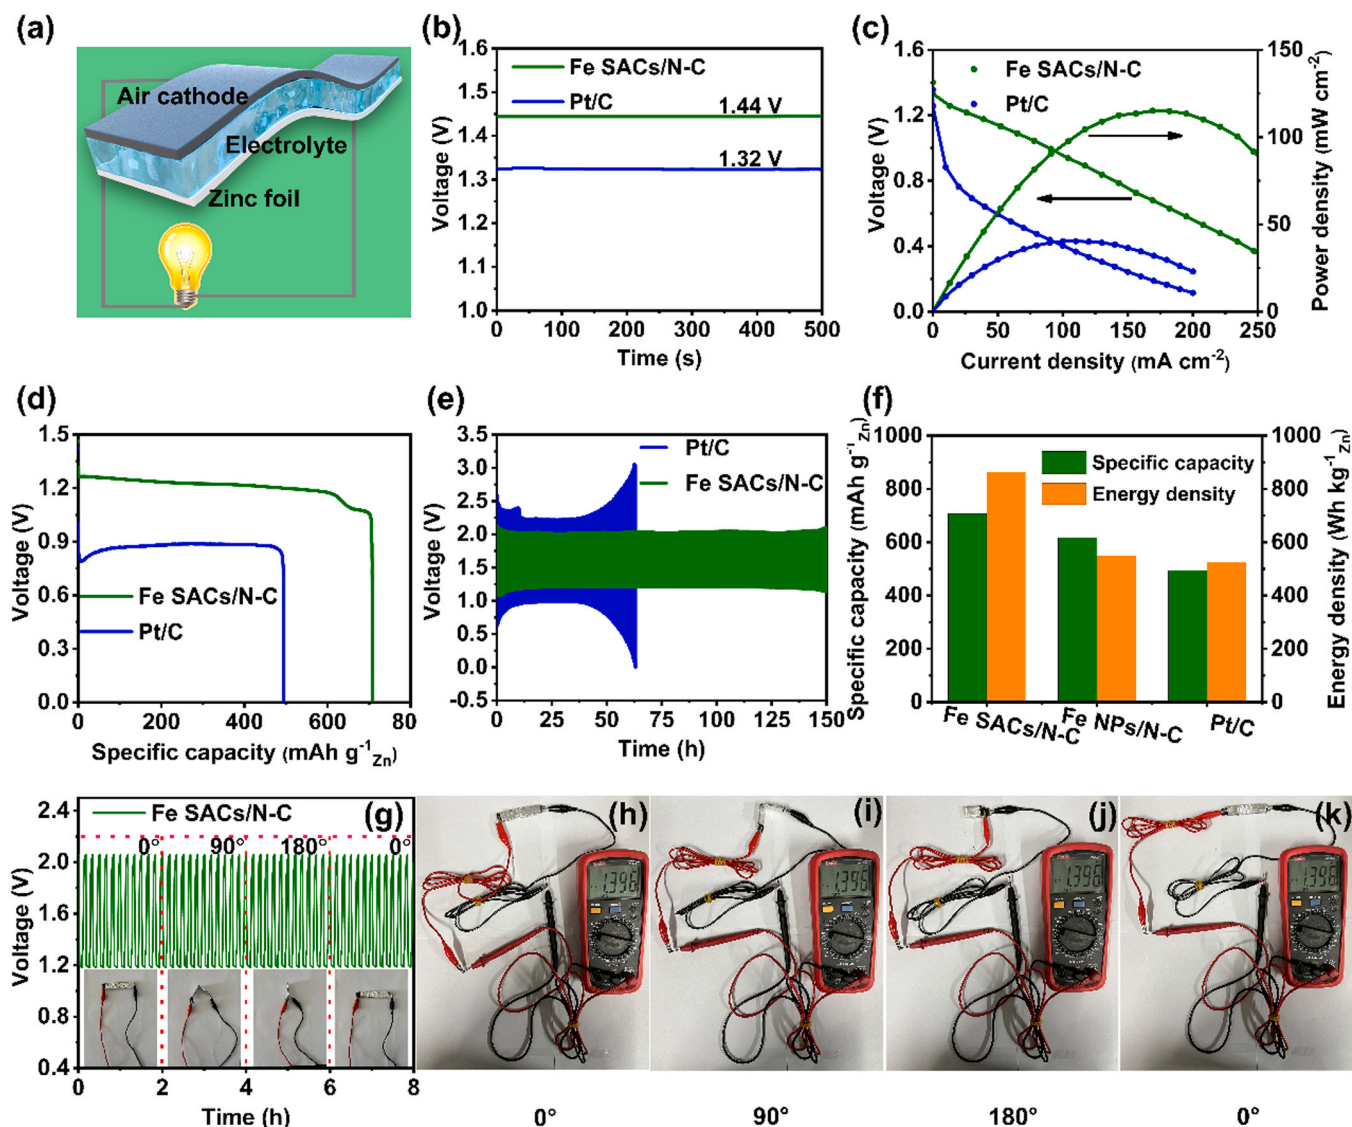 (a)
Air cathode
Electrolyte
Zinc foil
(b)
1.6
1.5
1.4
1.3
1.2
1.1
1.0
Voltage (V)
Fe SACs/N-C
Pt/C
1.44 V
1.32 V
0 100 200 300 400 500
Time (s)
(c)
1.6
1.2
0.8
0.4
0.0
Voltage (V)
Fe SACs/N-C
Pt/C
150
100
50
0
Power density (mW cm-2)
0 50 100 150 200 250
Current density (mA cm-2)
(d)
1.5
1.2
0.9
0.6
0.3
0.0
Voltage (V)
Fe SACs/N-C
Pt/C
0 200 400 600 80
Specific capacity (mAh g-1Zn)
(e)
3.5
3.0
2.5
2.0
1.5
1.0
0.5
0.0
-0.5
Voltage (V)
Pt/C
Fe SACs/N-C
0 25 50 75 100 125 150
Time (h)
(f)
1000
800
600
400
200
0
Specific capacity (mAh g-1Zn)
Specific capacity
Energy density
1000
800
600
400
200
0
Energy density (Wh kg-1Zn)
Fe SACs/N-C Fe NPs/N-C Pt/C
(g)
2.4
2.0
1.6
1.2
0.8
0.4
Voltage (V)
Fe SACs/N-C
0° 90° 180° 0°
0 2 4 6 8
Time (h)
(h)
1.396
0°
(i)
1.396
90°
(j)
1.396
180°
(k)
1.396
0°